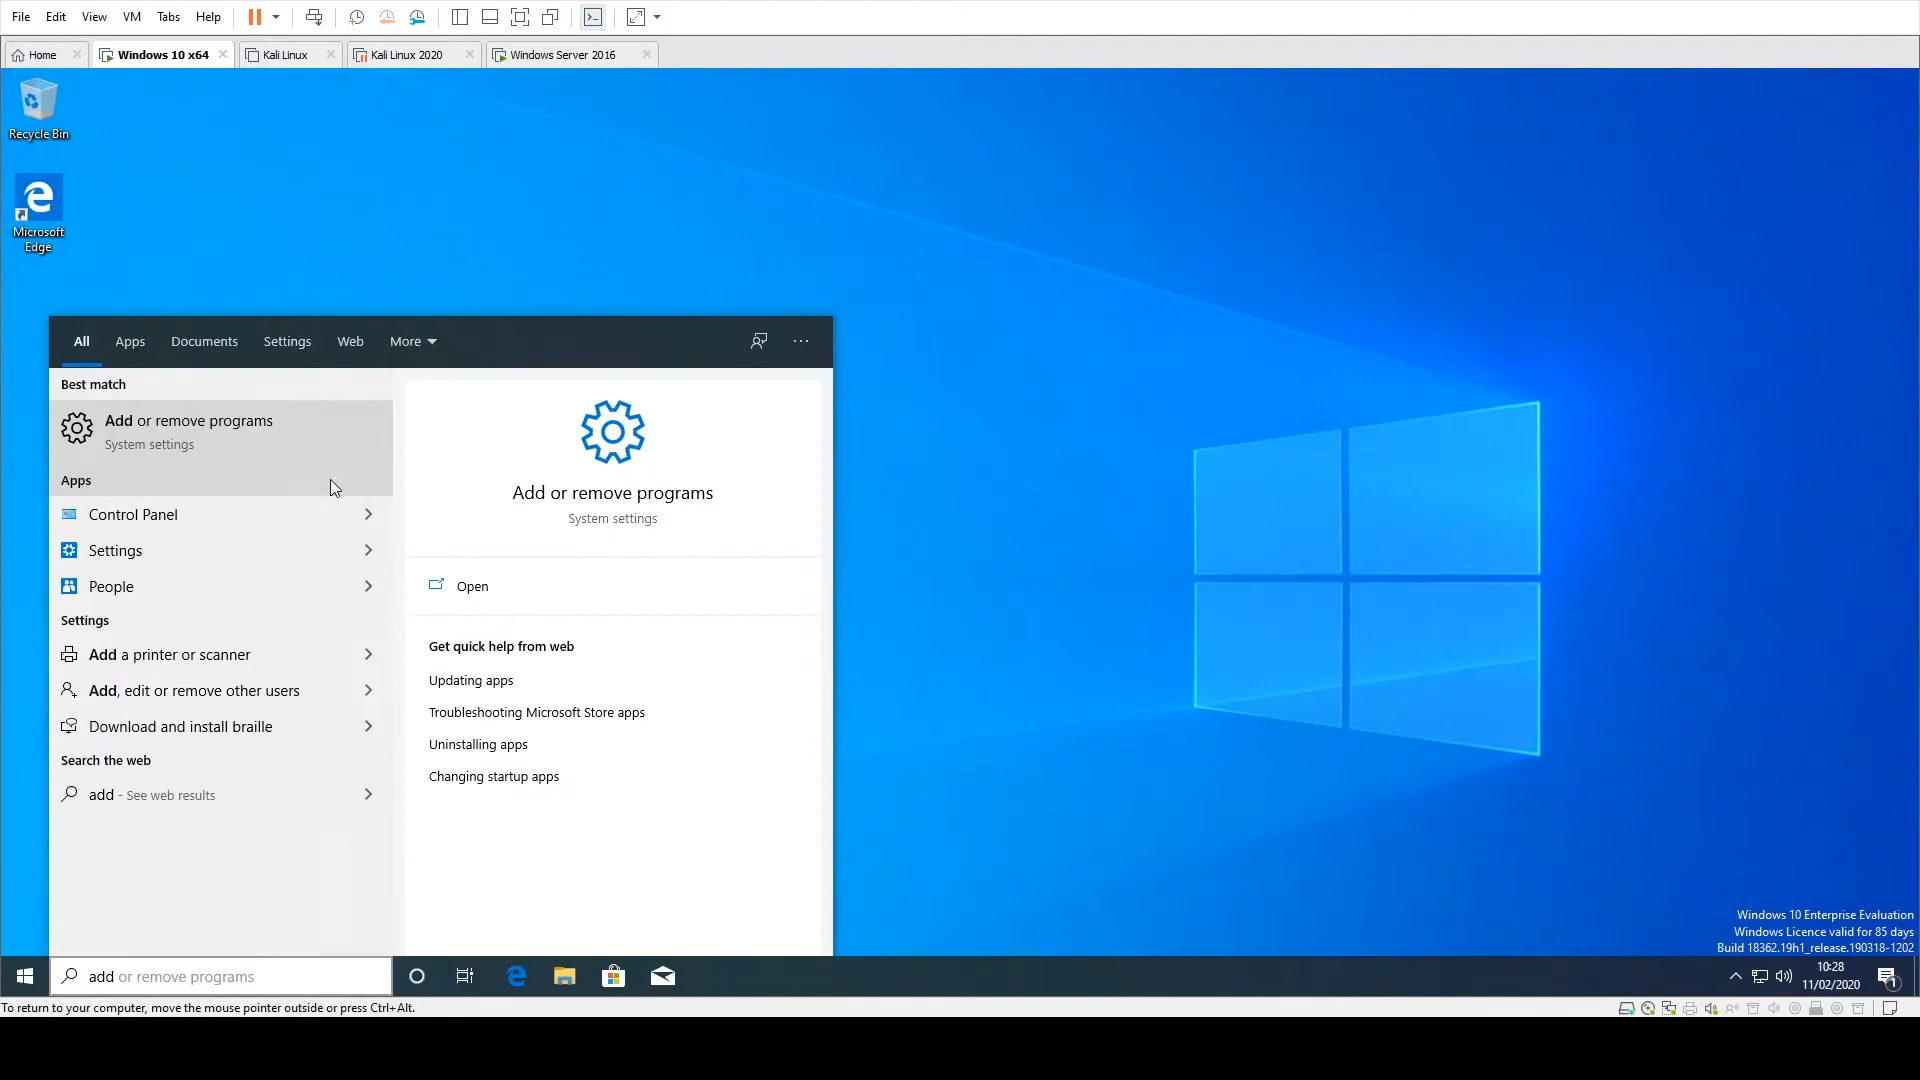 File Edit View VM Tabs Help
Home Windows 10 x64 Kali Linux Kali Linux 2020 Windows Server 2016
Recycle Bin
Microsoft
Edge
All Apps Documents Settings Web More
Best match
Add or remove programs
System settings
Apps
Control Panel
Settings
People
Settings
Add a printer or scanner
Add, edit or remove other users
Download and install braille
Search the web
add - See web results
Add or remove programs
System settings
Open
Get quick help from web
Updating apps
Troubleshooting Microsoft Store apps
Uninstalling apps
Changing startup apps
Windows 10 Enterprise Evaluation
Windows Licence valid for 85 days
Build 18362.19h1_release.190318-1202
add or remove programs
10:28
11/02/2020
1
To return to your computer, move the mouse pointer outside or press Ctrl+Alt.